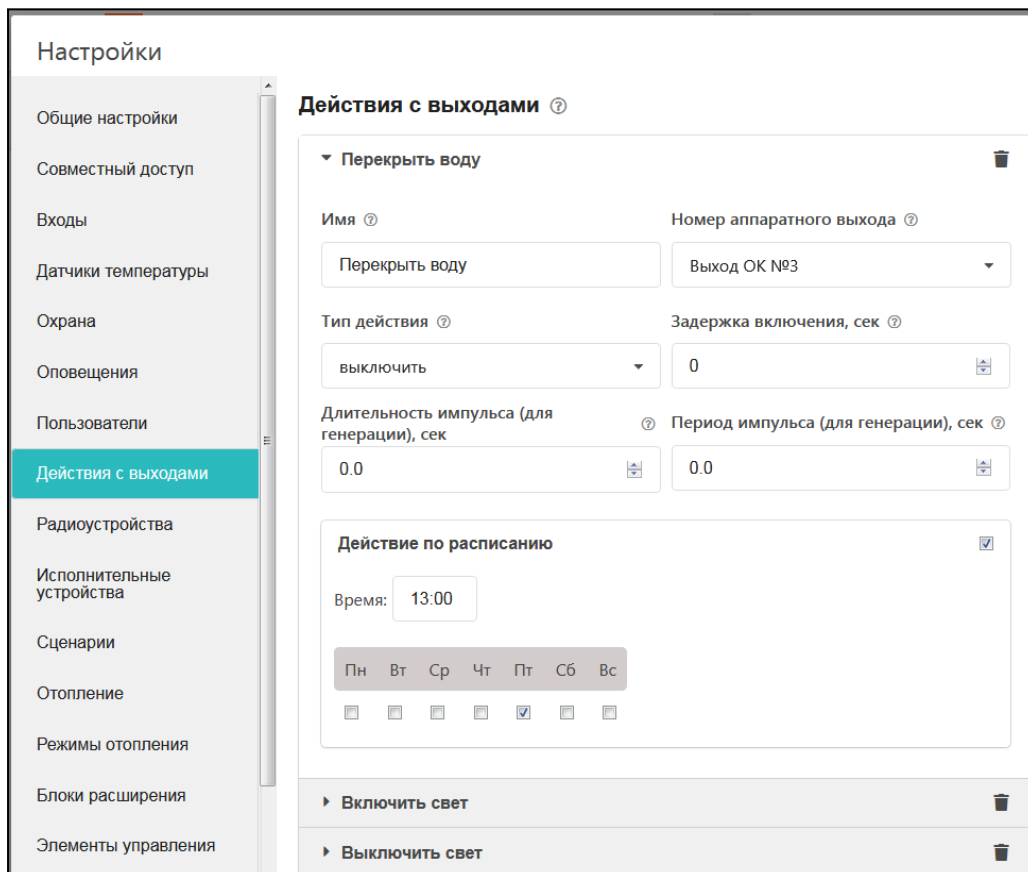 Настройки
Общие настройки
Совместный доступ
Входы
Датчики температуры
Охрана
Оповещения
Пользователи
Действия с выходами
Радиоустройства
Исполнительные
устройства
Сценарии
Отопление
Режимы отопления
Блоки расширения
Элементы управления
Действия с выходами ?
Перекрыть воду
Имя ? Номер аппаратного выхода ?
Перекрыть воду Выход ОК №3
Тип действия ? Задержка включения, сек ?
выключить 0
Длительность импульса (для
генерации), сек ? Период импульса (для генерации), сек ?
0.0 0.0
Действие по расписанию
Время: 13:00
Пн Вт Ср Чт Пт Сб Вс
Включить свет
Выключить свет